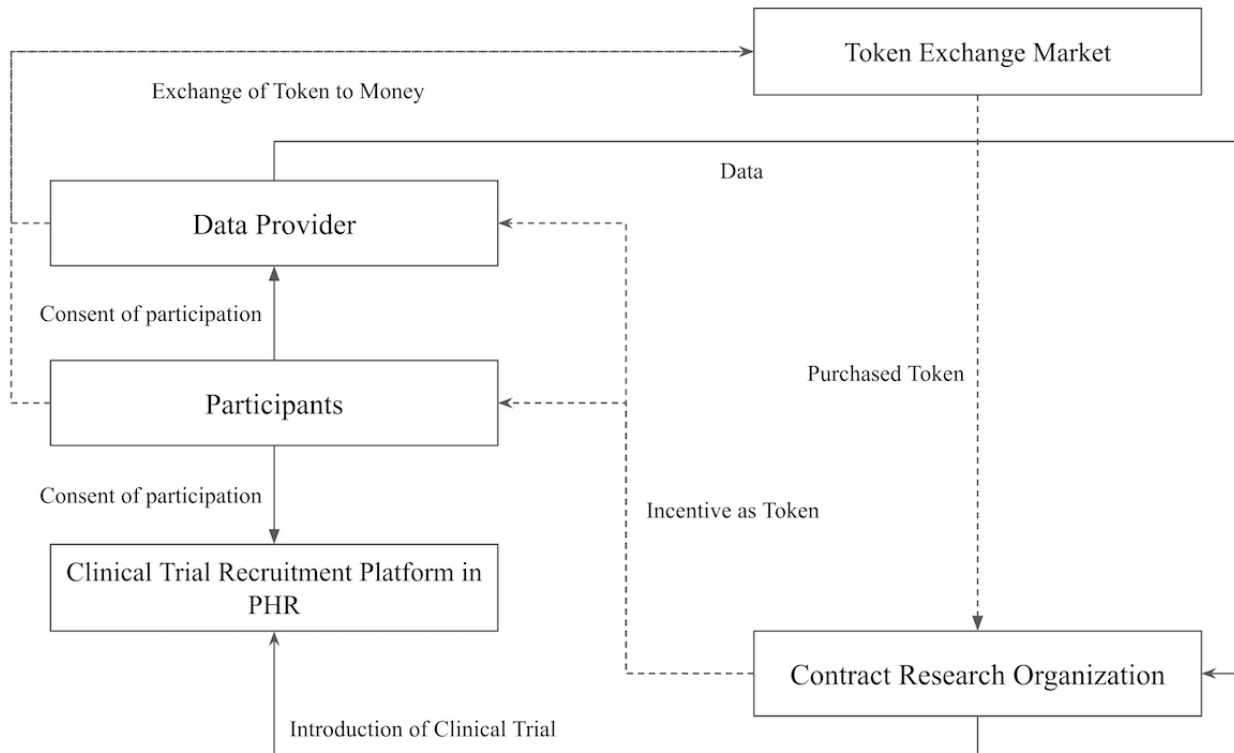 Token Exchange Market
Exchange of Token to Money
Data
Data Provider
Consent of participation
Purchased Token
Participants
Consent of participation
Incentive as Token
Clinical Trial Recruitment Platform in
PHR
Contract Research Organization
Introduction of Clinical Trial